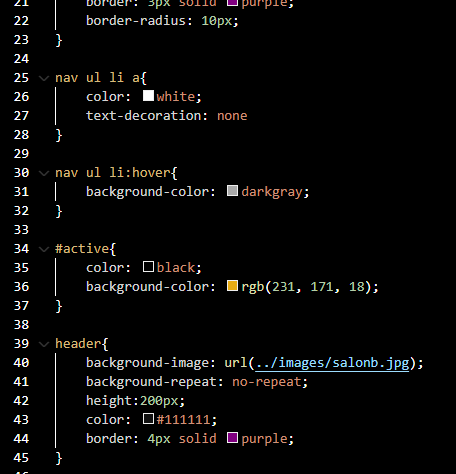 21 border: 3px solid purple;
22 border-radius: 10px;
23 }
24
25 nav ul li a{
26 color: white;
27 text-decoration: none
28 }
29
30 nav ul li:hover{
31 background-color: darkgray;
32 }
33
34 #active{
35 color: black;
36 background-color: rgb(231, 171, 18);
37 }
38
39 header{
40 background-image: url(../images/salonb.jpg);
41 background-repeat: no-repeat;
42 height:200px;
43 color: #111111;
44 border: 4px solid purple;
45 }
46